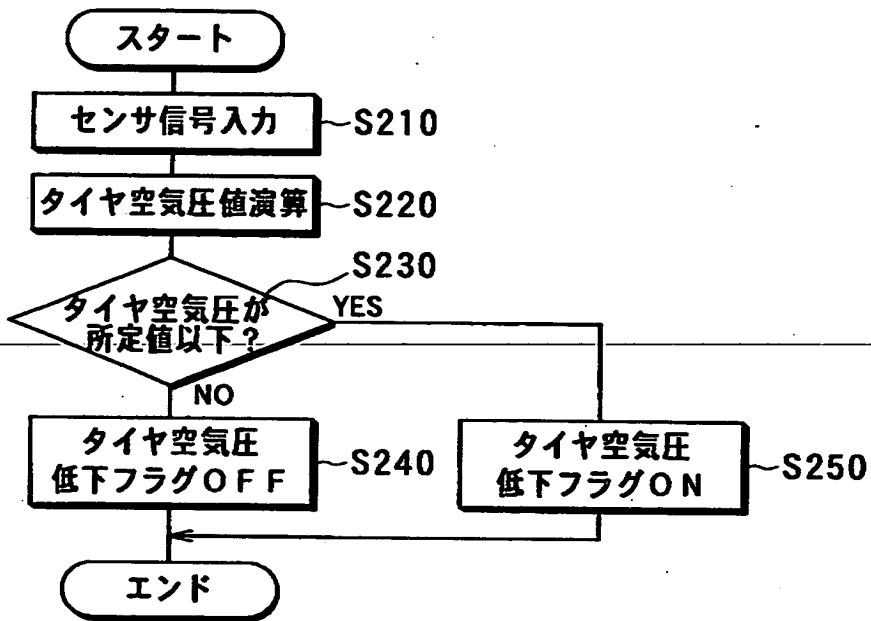 スタート
センサ信号入力
S210
タイヤ空気圧値演算
S220
S230
タイヤ空気圧が
所定値以下?
YES
NO
タイヤ空気圧
低下フラグOFF
S240
タイヤ空気圧
低下フラグON
S250
エンド